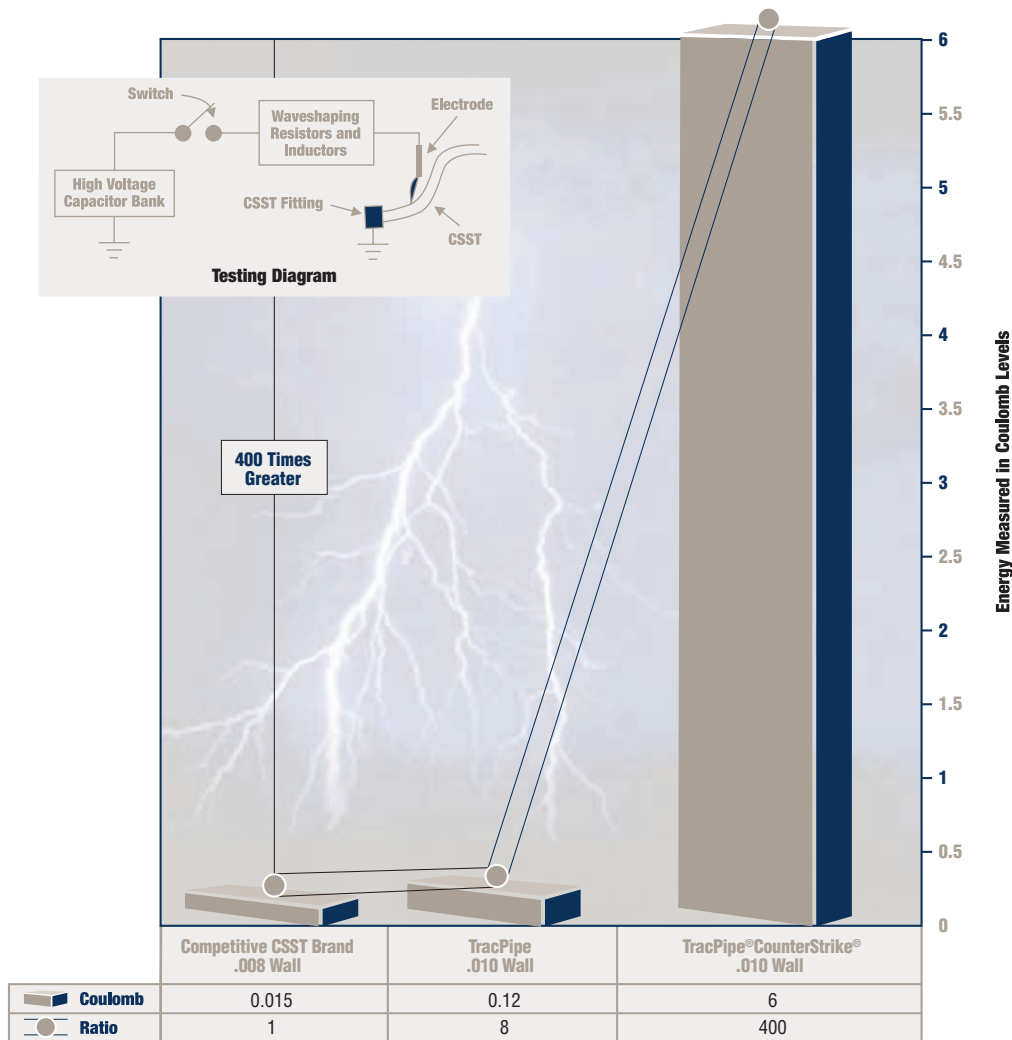 Switch
Waveshaping
Resistors and
Inductors
Electrode
High Voltage
Capacitor Bank
CSST Fitting
CSST
Testing Diagram
400 Times
Greater
6
5.5
5
4.5
4
3.5
3
2.5
2
1.5
1
0.5
0
Energy Measured in Coulomb Levels
Competitive CSST Brand
.008 Wall
TracPipe
.010 Wall
TracPipe®CounterStrike®
.010 Wall
Coulomb 0.015 0.12 6
Ratio 1 8 400